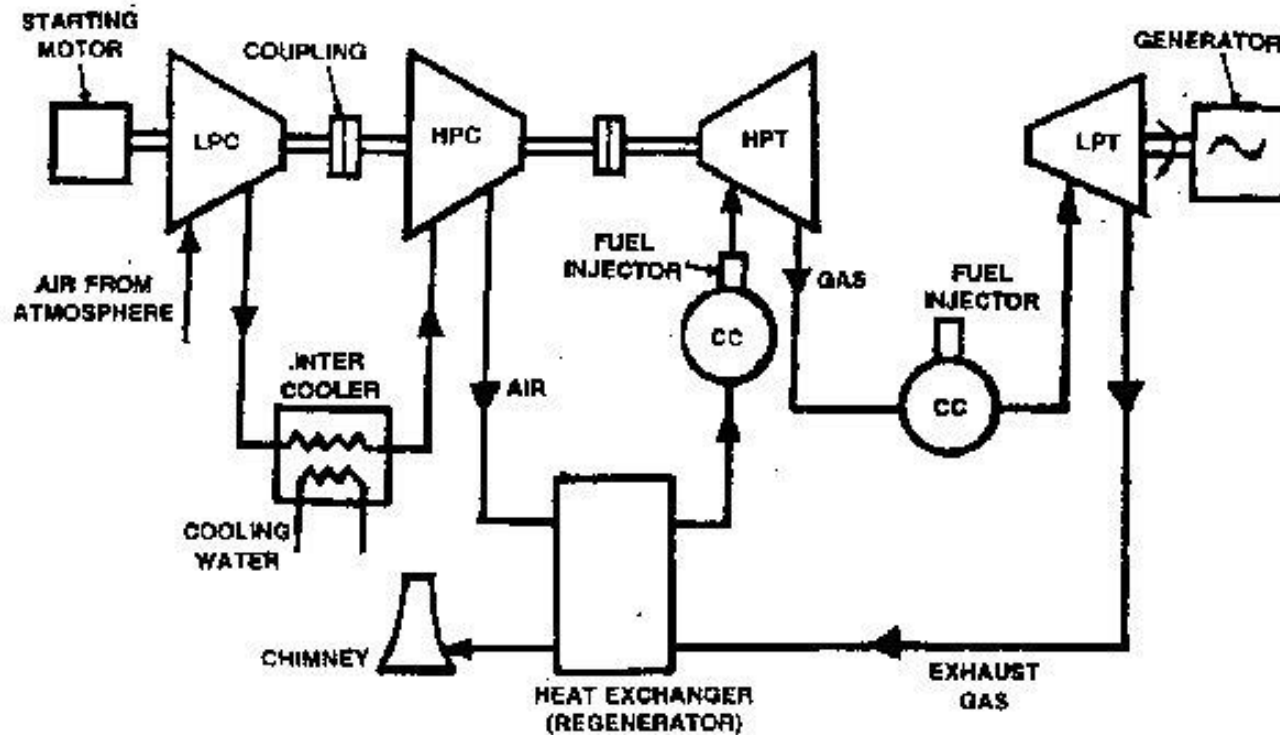 STARTING
MOTOR
COUPLING
GENERATOR
LPC
HPC
HPT
LPT
AIR FROM
ATMOSPHERE
FUEL
INJECTOR
GAS
FUEL
INJECTOR
CC
INTER
COOLER
AIR
CC
COOLING
WATER
CHIMNEY
HEAT EXCHANGER
(REGENERATOR)
EXHAUST
GAS